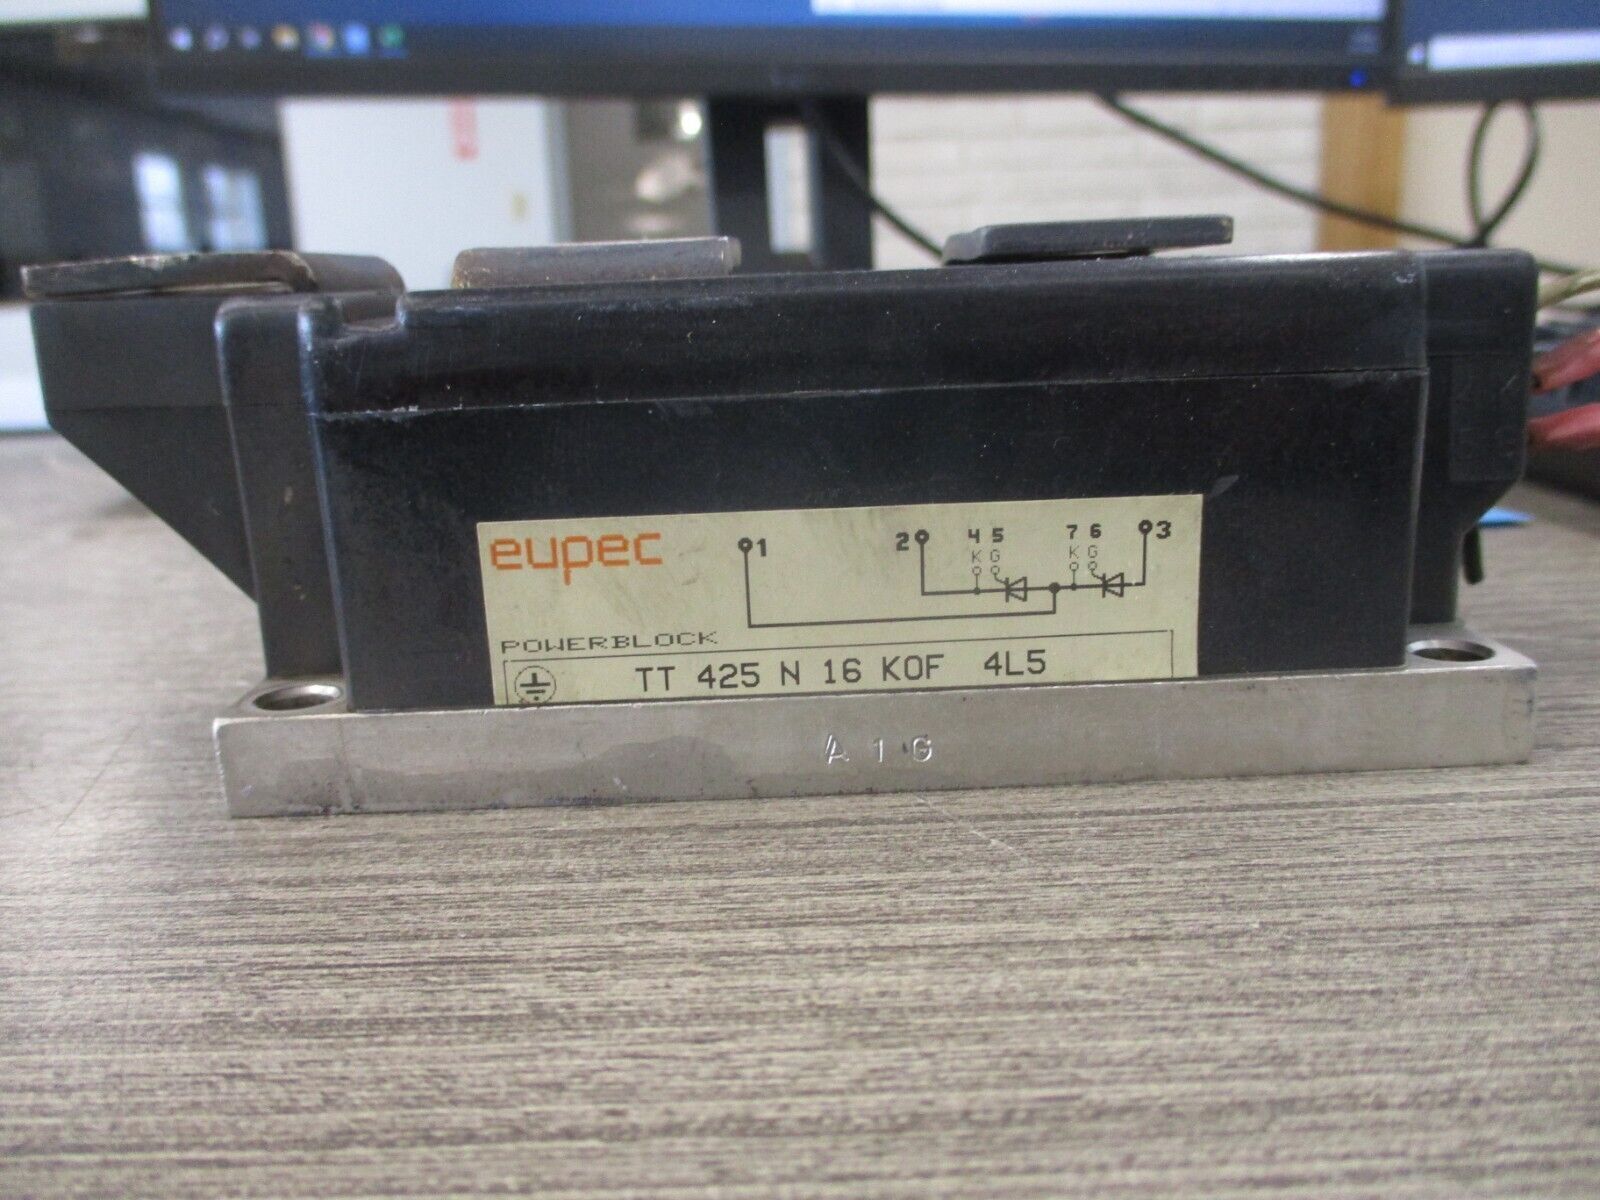 eupec
1
2
4 5
K G
7 6
K G
3
POWERBLOCK
TT 425 N 16 KOF 4L5
A 1 G